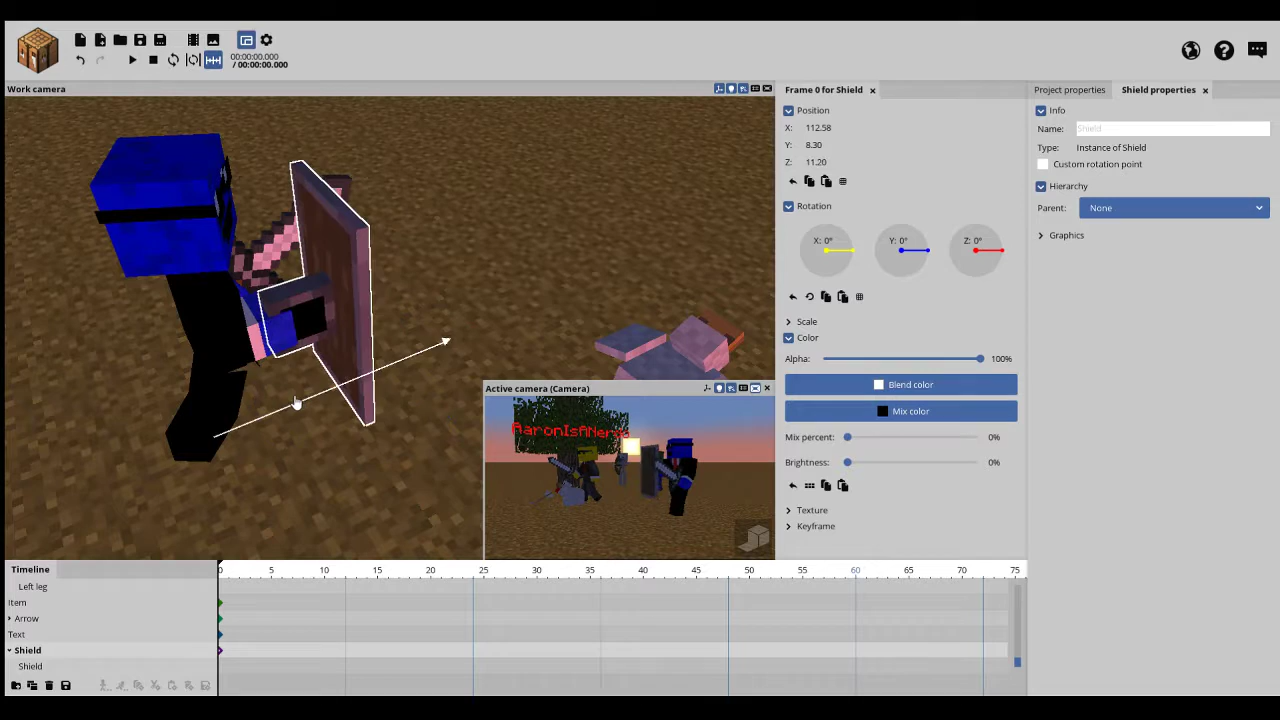 00:00:00.000
/ 00:00:00.000
Work camera
Active camera (Camera)
AaronIsANerd
Frame 0 for Shield
Position
X: 112.58
Y: 8.30
Z: 11.20
Rotation
X: 0°
Y: 0°
Z: 0°
Scale
Color
Alpha:
100%
Blend color
Mix color
Mix percent:
0%
Brightness:
0%
Texture
Keyframe
Project properties
Shield properties
Info
Name: Shield
Type: Instance of Shield
Custom rotation point
Hierarchy
Parent: None
Graphics
Timeline
0 5 10 15 20 25 30 35 40 45 50 55 60 65 70 75
Left leg
Item
Arrow
Text
Shield
Shield